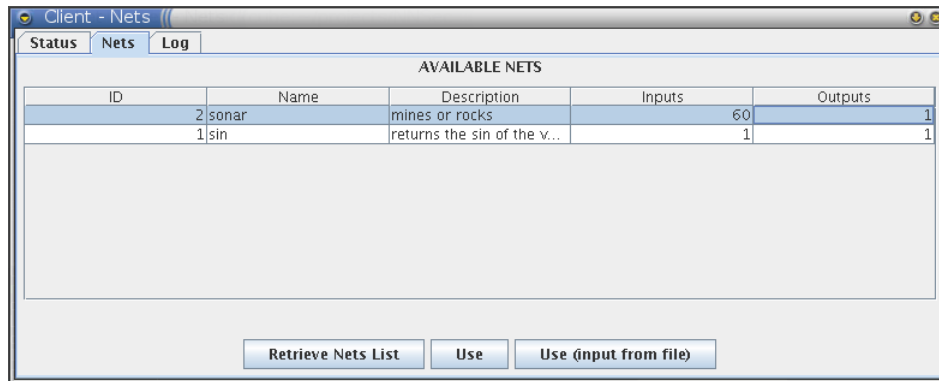 Client - Nets
Status Nets Log
AVAILABLE NETS
ID Name Description Inputs Outputs
2 sonar mines or rocks 60 1
1 sin returns the sin of the v... 1 1
Retrieve Nets List Use Use (input from file)